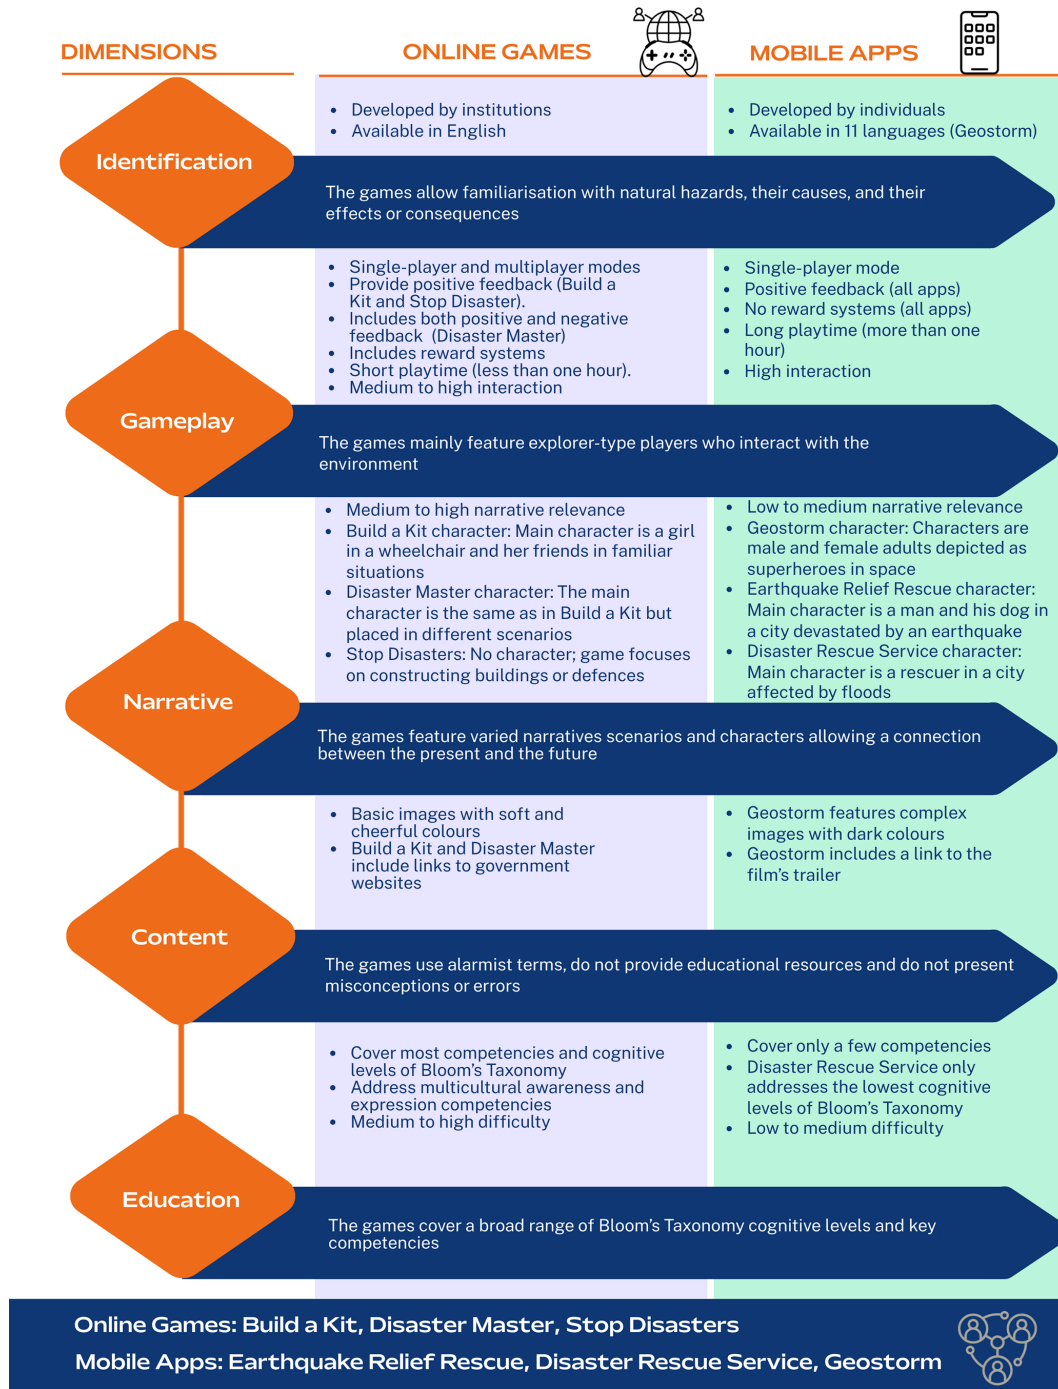 DIMENSIONS
ONLINE GAMES
MOBILE APPS
Identification
• Developed by institutions
• Available in English
• Developed by individuals
• Available in 11 languages (Geostorm)
The games allow familiarisation with natural hazards, their causes, and their
effects or consequences
Gameplay
• Single-player and multiplayer modes
• Provide positive feedback (Build a
Kit and Stop Disaster).
• Includes both positive and negative
feedback (Disaster Master)
• Includes reward systems
• Short playtime (less than one hour).
• Medium to high interaction
• Single-player mode
• Positive feedback (all apps)
• No reward systems (all apps)
• Long playtime (more than one
hour)
• High interaction
The games mainly feature explorer-type players who interact with the
environment
Narrative
• Medium to high narrative relevance
• Build a Kit character: Main character is a girl
in a wheelchair and her friends in familiar
situations
• Disaster Master character: The main
character is the same as in Build a Kit but
placed in different scenarios
• Stop Disasters: No character; game focuses
on constructing buildings or defences
• Low to medium narrative relevance
• Geostorm character: Characters are
male and female adults depicted as
superheroes in space
• Earthquake Relief Rescue character:
Main character is a man and his dog in
a city devastated by an earthquake
• Disaster Rescue Service character:
Main character is a rescuer in a city
affected by floods
The games feature varied narratives scenarios and characters allowing a connection
between the present and the future
Content
• Basic images with soft and
cheerful colours
• Build a Kit and Disaster Master
include links to government
websites
• Geostorm features complex
images with dark colours
• Geostorm includes a link to the
film's trailer
The games use alarmist terms, do not provide educational resources and do not present
misconceptions or errors
Education
• Cover most competencies and cognitive
levels of Bloom's Taxonomy
• Address multicultural awareness and
expression competencies
• Medium to high difficulty
• Cover only a few competencies
• Disaster Rescue Service only
addresses the lowest cognitive
levels of Bloom's Taxonomy
• Low to medium difficulty
The games cover a broad range of Bloom's Taxonomy cognitive levels and key
competencies
Online Games: Build a Kit, Disaster Master, Stop Disasters
Mobile Apps: Earthquake Relief Rescue, Disaster Rescue Service, Geostorm